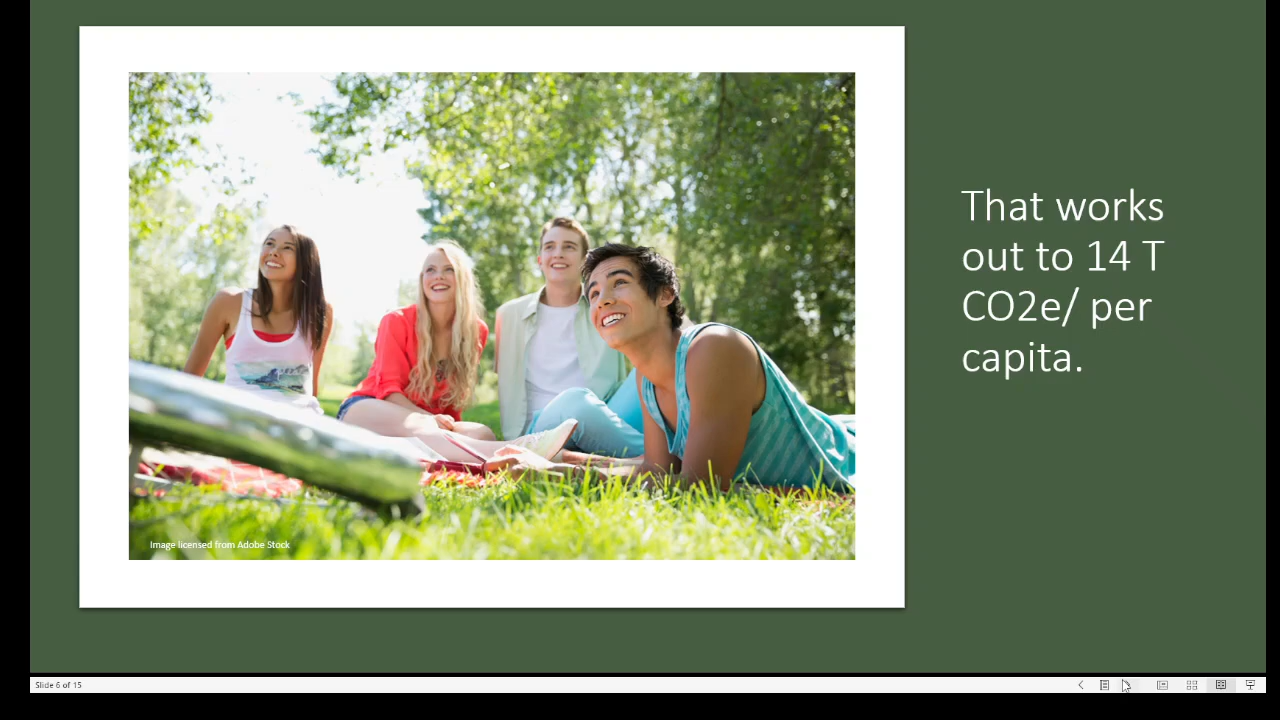 That works
out to 14 T
CO2e/ per
capita.
Image licensed from Adobe Stock
Slide 6 of 15